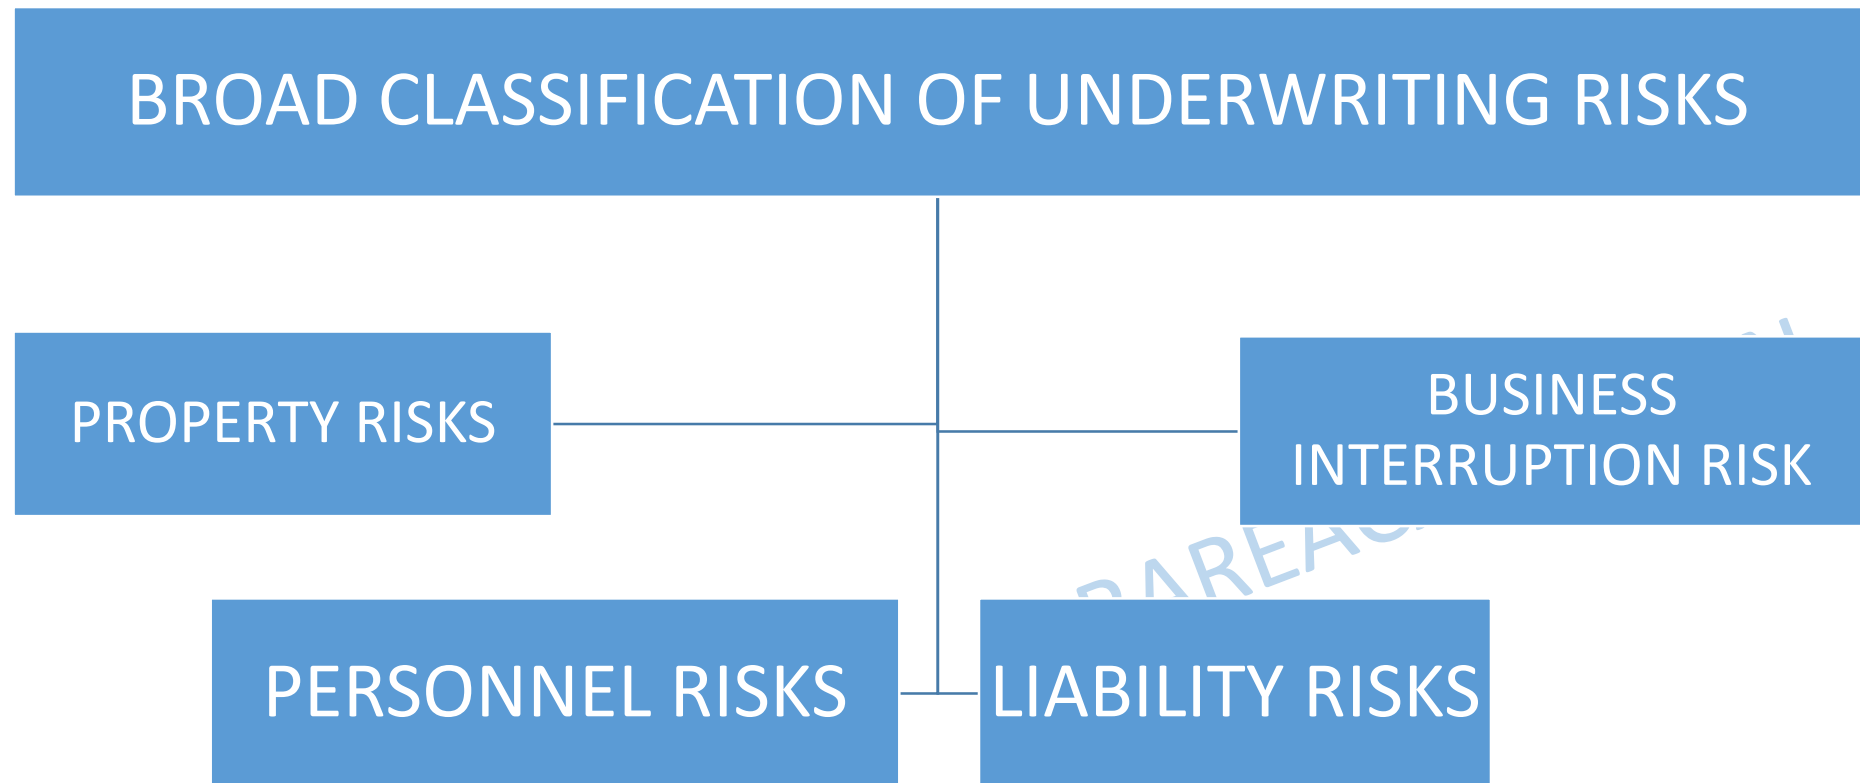 BROAD CLASSIFICATION OF UNDERWRITING RISKS
PROPERTY RISKS
BUSINESS
INTERRUPTION RISK
PERSONNEL RISKS
LIABILITY RISKS